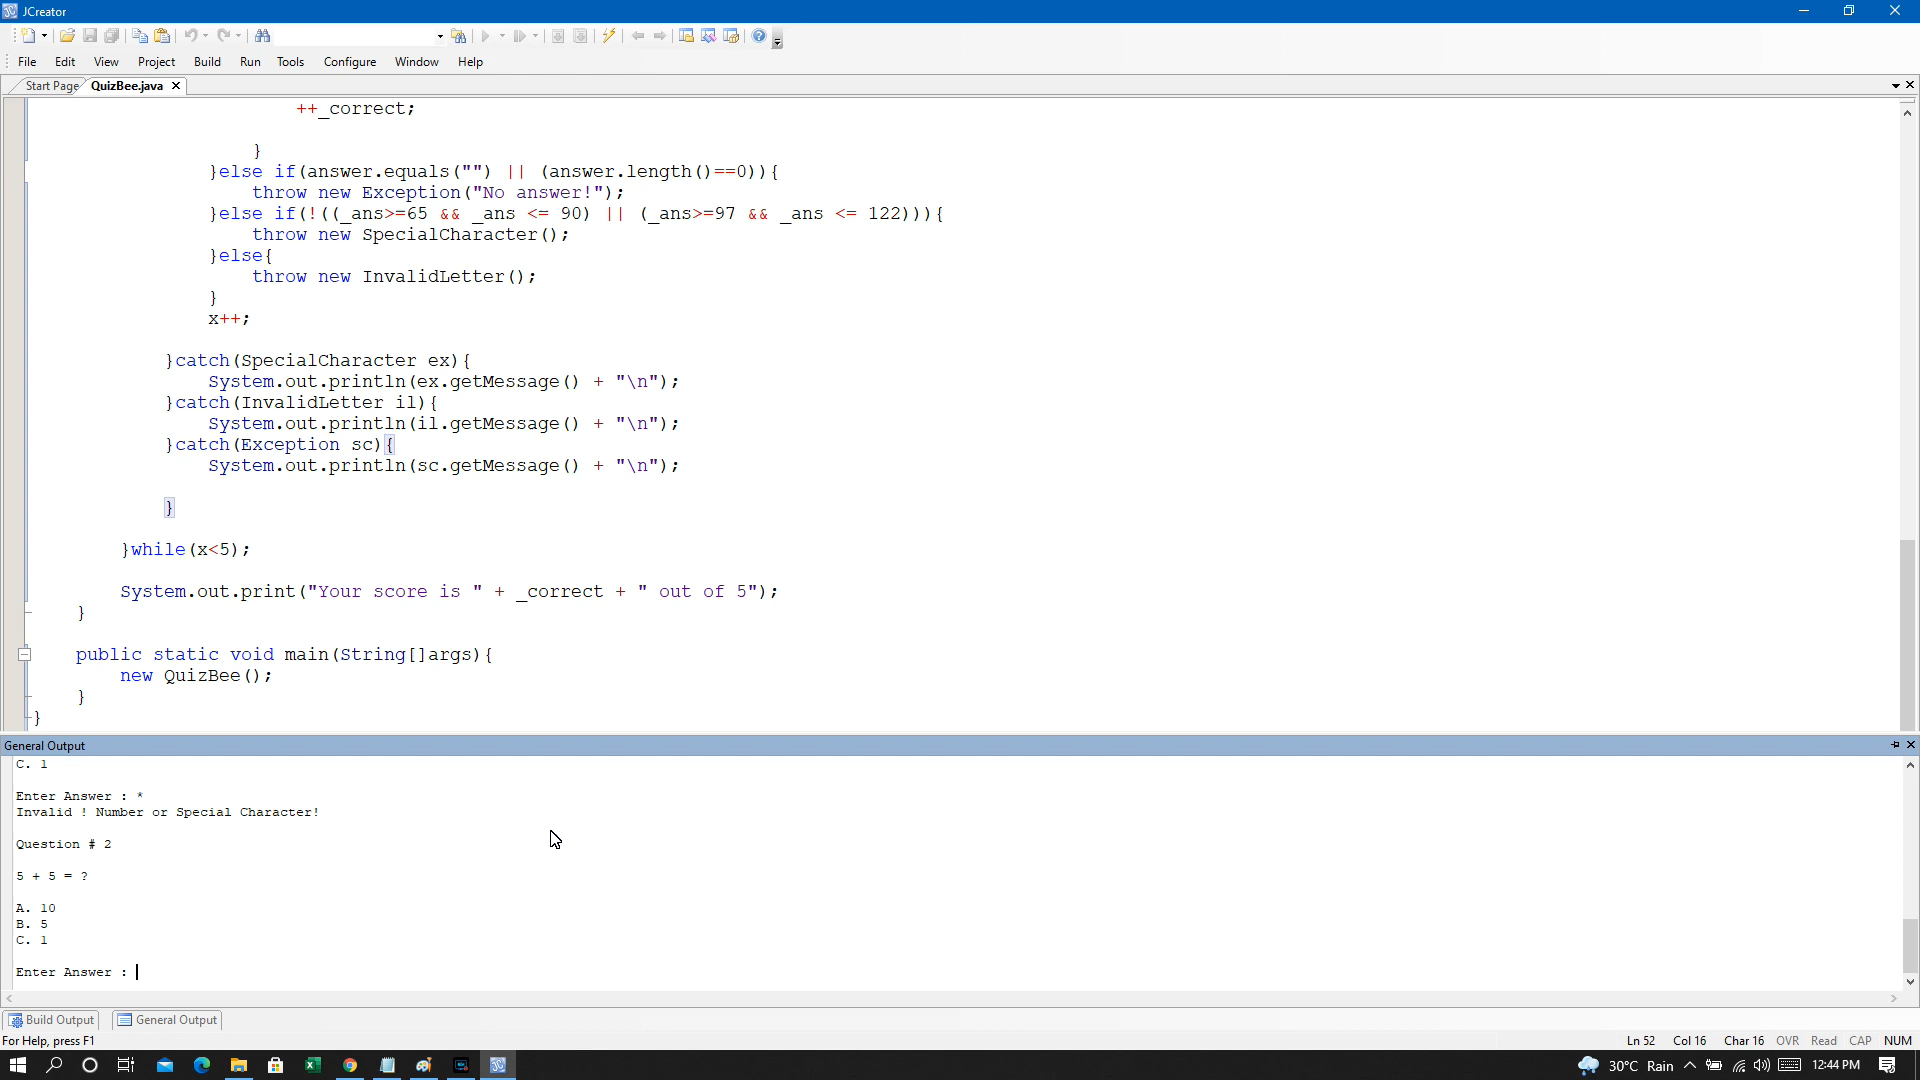 JCreator
File Edit View Project Build Run Tools Configure Window Help
Start Page QuizBee.java
++_correct;
}
}else if(answer.equals("") || (answer.length()==0)){
throw new Exception("No answer!");
}else if(!((_ans>=65 && _ans <= 90) || (_ans>=97 && _ans <= 122))){
throw new SpecialCharacter();
}else{
throw new InvalidLetter();
}
x++;
}catch(SpecialCharacter ex){
System.out.println(ex.getMessage() + "\n");
}catch(InvalidLetter il){
System.out.println(il.getMessage() + "\n");
}catch(Exception sc){
System.out.println(sc.getMessage() + "\n");
}
}while(x<5);
System.out.print("Your score is " + _correct + " out of 5");
}
public static void main(String[]args){
new QuizBee();
}
}
General Output
C. 1
Enter Answer : *
Invalid ! Number or Special Character!
Question # 2
5 + 5 = ?
A. 10
B. 5
C. 1
Enter Answer :
Build Output General Output
For Help, press F1 Ln 52 Col 16 Char 16 OVR Read CAP NUM
30°C Rain 12:44 PM